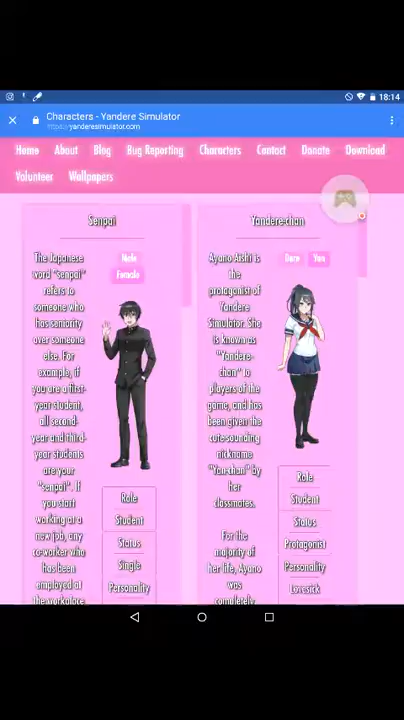 18:14
Characters - Yandere Simulator
https://yanderesimulator.com
Home About Blog Bug Reporting Characters Contact Donate Download
Volunteer Wallpapers
Senpai
The Japanese
word "senpai"
refers to
someone who
has seniority
over someone
else. For
example, if
you are a first-
year student,
all second-
year and third-
year students
are your
"senpai". If
you start
working at a
new job, any
co-worker who
has been
employed at
the workplace
Male
Female
Role
Student
Status
Single
Personality
Yandere-chan
Ayano Aishi is
the
protagonist of
Yandere
Simulator. She
is known as
"Yandere-
chan" to
players of the
game, and has
been given the
cute-sounding
nickname
"Yan-chan" by
her
classmates.
For the
majority of
her life, Ayano
was
completely
Dere Yan
Role
Student
Status
Protagonist
Personality
Lovesick